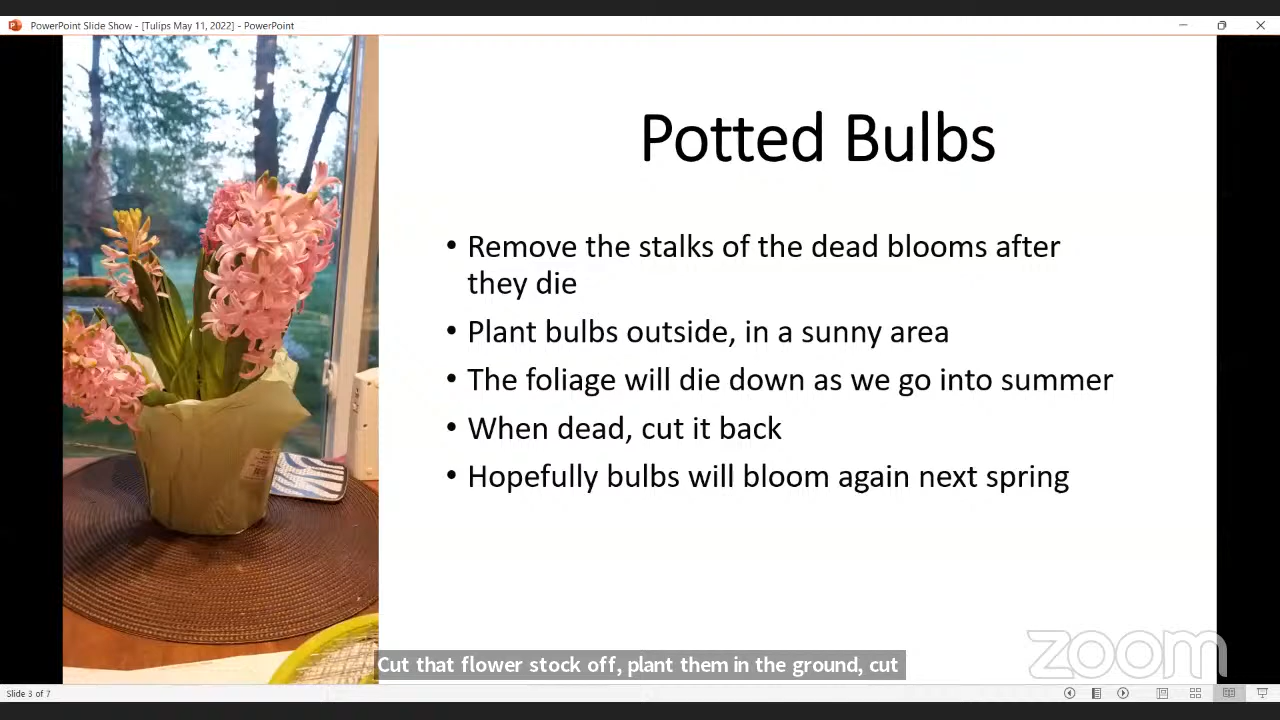 PowerPoint Slide Show - [Tulips May 11, 2022] - PowerPoint
Potted Bulbs
• Remove the stalks of the dead blooms after
they die
• Plant bulbs outside, in a sunny area
• The foliage will die down as we go into summer
• When dead, cut it back
• Hopefully bulbs will bloom again next spring
zoom
Cut that flower stock off, plant them in the ground, cut
Slide 3 of 7